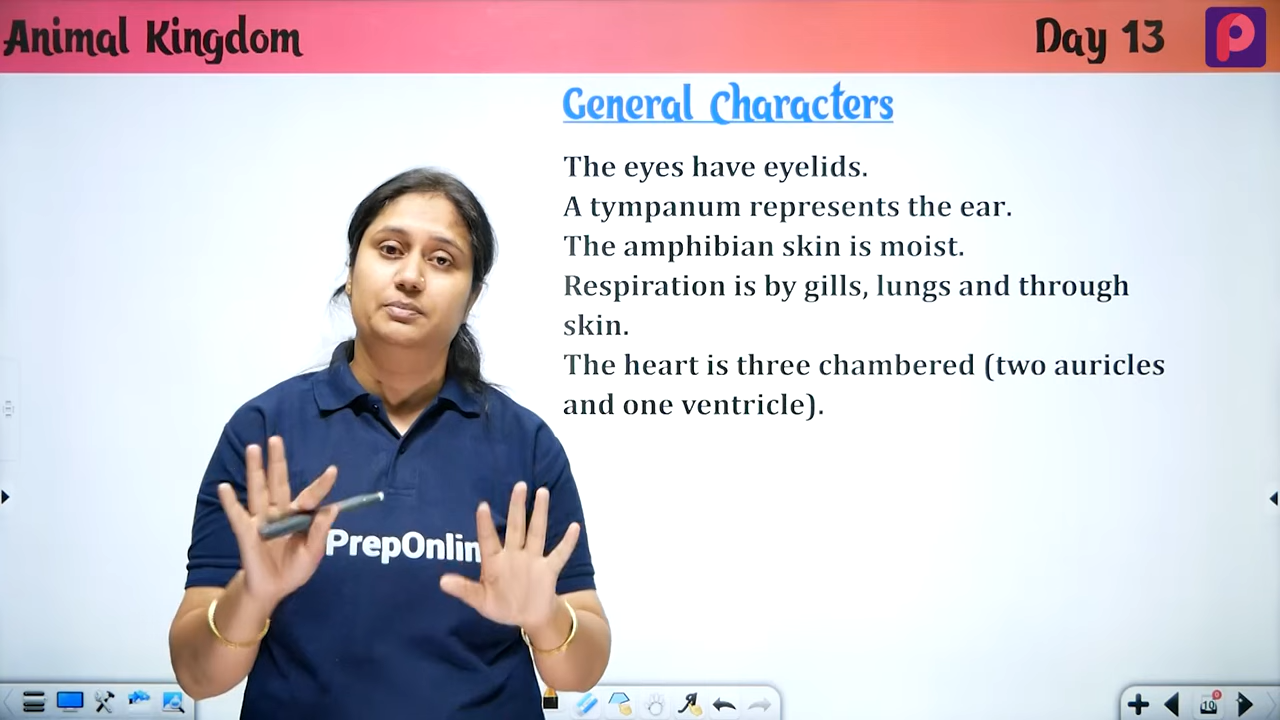 Animal Kingdom
Day 13
General Characters
The eyes have eyelids.
A tympanum represents the ear.
The amphibian skin is moist.
Respiration is by gills, lungs and through
skin.
The heart is three chambered (two auricles
and one ventricle).
PrepOnlin
10